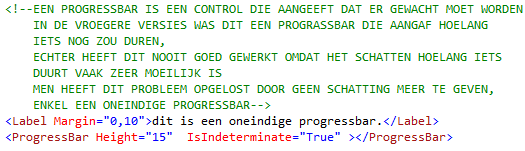 <!--EEN PROGRESSBAR IS EEN CONTROL DIE AANGEEFT DAT ER GEWACHT MOET WORDEN
IN DE VROEGERE VERSIES WAS DIT EEN PROGRASSBAR DIE AANGAF HOELANG
IETS NOG ZOU DUREN,
ECHTER HEEFT DIT NOOIT GOED GEWERKT OMDAT HET SCHATTEN HOELANG IETS
DUURT VAAK ZEER MOEILIJK IS
MEN HEEFT DIT PROBLEEM OPGELOST DOOR GEEN SCHATTING MEER TE GEVEN,
ENKEL EEN ONEINDIGE PROGRESSBAR-->
<Label Margin="0,10">dit is een oneindige progressbar.</Label>
<ProgressBar Height="15"  IsIndeterminate="True" ></ProgressBar>